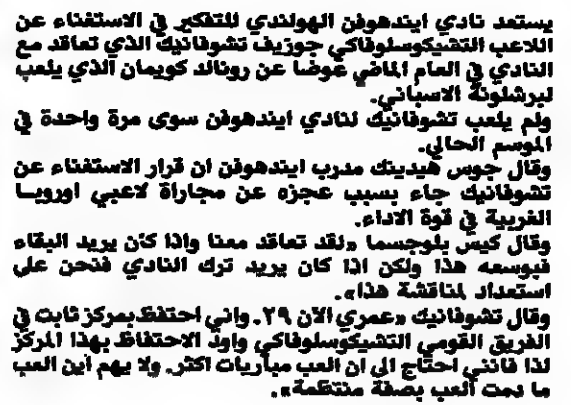 يستعد نادي ايندهوفن الهولندي للتفكير في الاستغناء عن
اللاعب التشيكوسلوفاكي جوزيف تشوفانيك الذي تعاقد مع
النادي في العام الماضي عوضا عن رونالد كويمان الذي يلعب
لبرشلونة الاسباني.
ولم يلعب تشوفانيك لنادي ايندهوفن سوى مرة واحدة في
الموسم الحالي.
وقال جوس هيدينك مدرب ايندهوفن ان قرار الاستغناء عن
تشوفانيك جاء بسبب عجزه عن مجاراة لاعبي اوروبـا
الغربية في قوة الاداء.
وقال كيس بلوجسما «لقد تعاقد معنا واذا كان يريد البقاء
فبوسعه هذا ولكن اذا كان يريد ترك النادي فنحن على
استعداد لمناقشة هذا».
وقال تشوفانيك «عمري الآن ٢٩. واني احتفظ بمركز ثابت في
الفريق القومي التشيكوسلوفاكي واود الاحتفاظ بهذا المركز
لذا فانني احتاج الى ان العب مباريات اكثر. ولا يهم اين العب
ما دمت العب بصفة منتظمة».